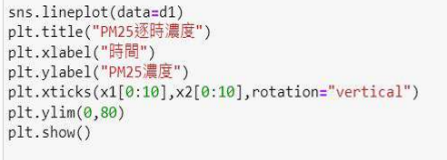 sns.lineplot(data=d1)
plt.title("PM25逐時濃度")
plt.xlabel("時間")
plt.ylabel("PM25濃度")
plt.xticks(x1[0:10],x2[0:10],rotation="vertical")
plt.ylim(0,80)
plt.show()